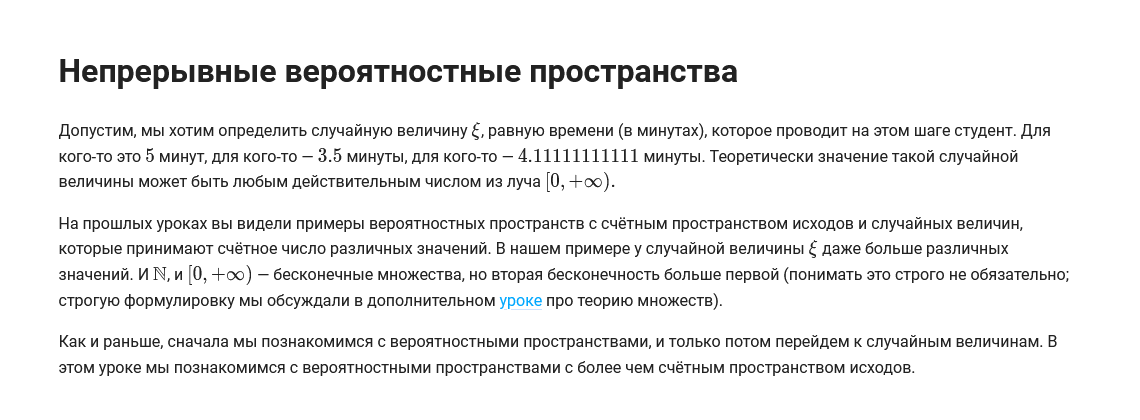 Непрерывные вероятностные пространства
Допустим, мы хотим определить случайную величину ξ, равную времени (в минутах), которое проводит на этом шаге студент. Для
кого-то это 5 минут, для кого-то – 3.5 минуты, для кого-то – 4.11111111111 минуты. Теоретически значение такой случайной
величины может быть любым действительным числом из луча [0, +∞).
На прошлых уроках вы видели примеры вероятностных пространств с счётным пространством исходов и случайных величин,
которые принимают счётное число различных значений. В нашем примере у случайной величины ξ даже больше различных
значений. И ℕ, и [0, +∞) – бесконечные множества, но вторая бесконечность больше первой (понимать это строго не обязательно;
строгую формулировку мы обсуждали в дополнительном уроке про теорию множеств).
Как и раньше, сначала мы познакомимся с вероятностными пространствами, и только потом перейдем к случайным величинам. В
этом уроке мы познакомимся с вероятностными пространствами с более чем счётным пространством исходов.